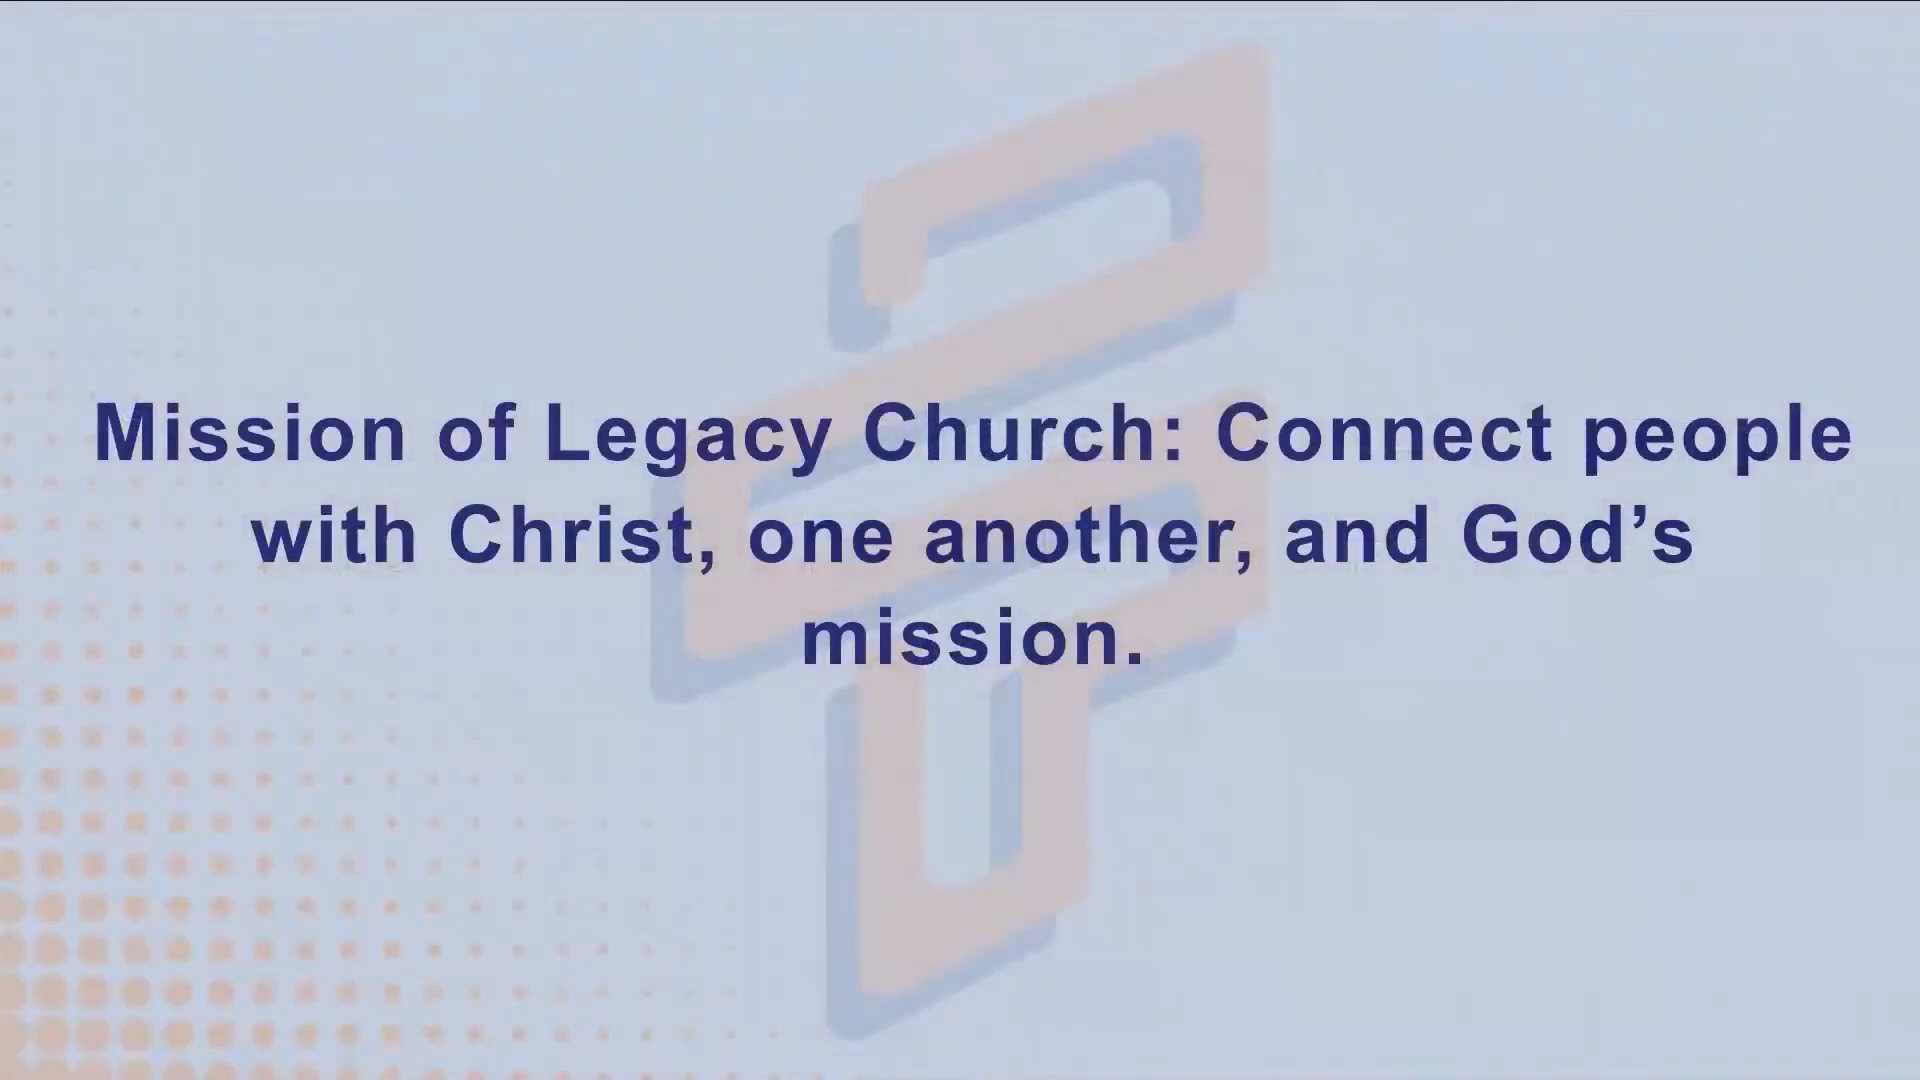 Mission of Legacy Church: Connect people
with Christ, one another, and God’s
mission.